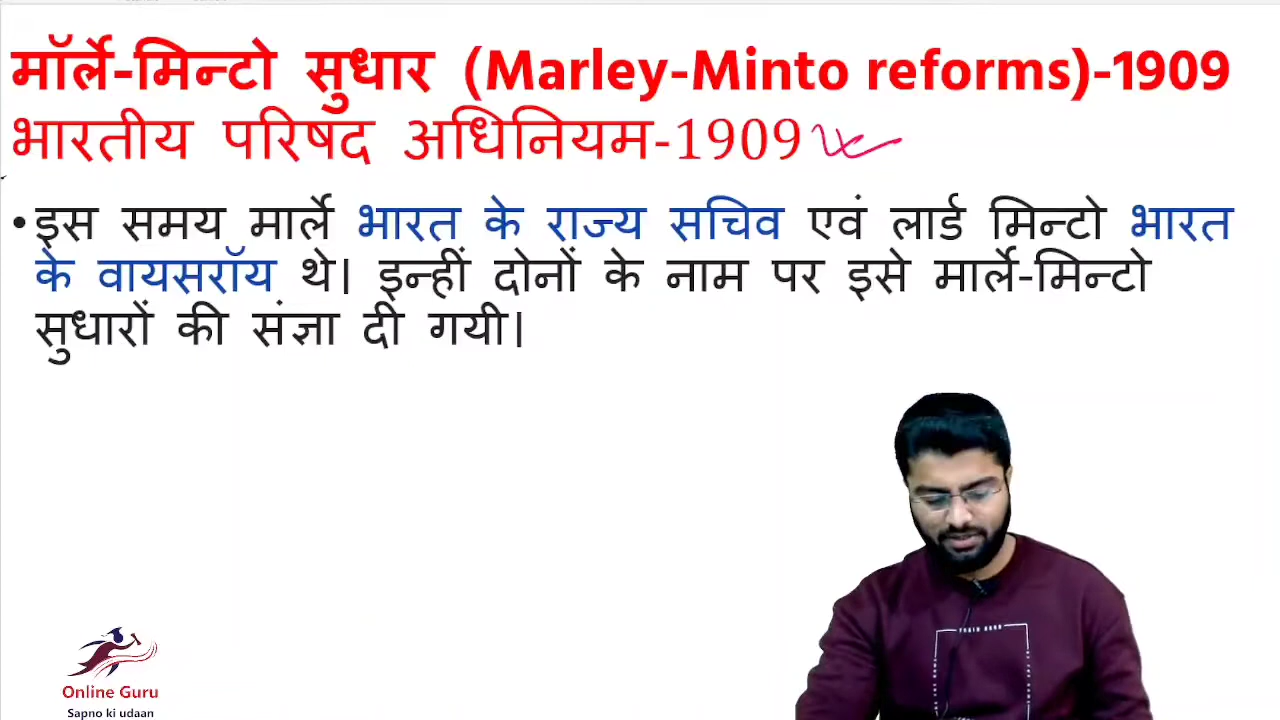 मॉर्ले-मिन्टो सुधार (Marley-Minto reforms)-1909
भारतीय परिषद अधिनियम-1909
•इस समय मार्ले भारत के राज्य सचिव एवं लार्ड मिन्टो भारत
के वायसरॉय थे। इन्हीं दोनों के नाम पर इसे मार्ले-मिन्टो
सुधारों की संज्ञा दी गयी।
Online Guru
Sapno ki udaan